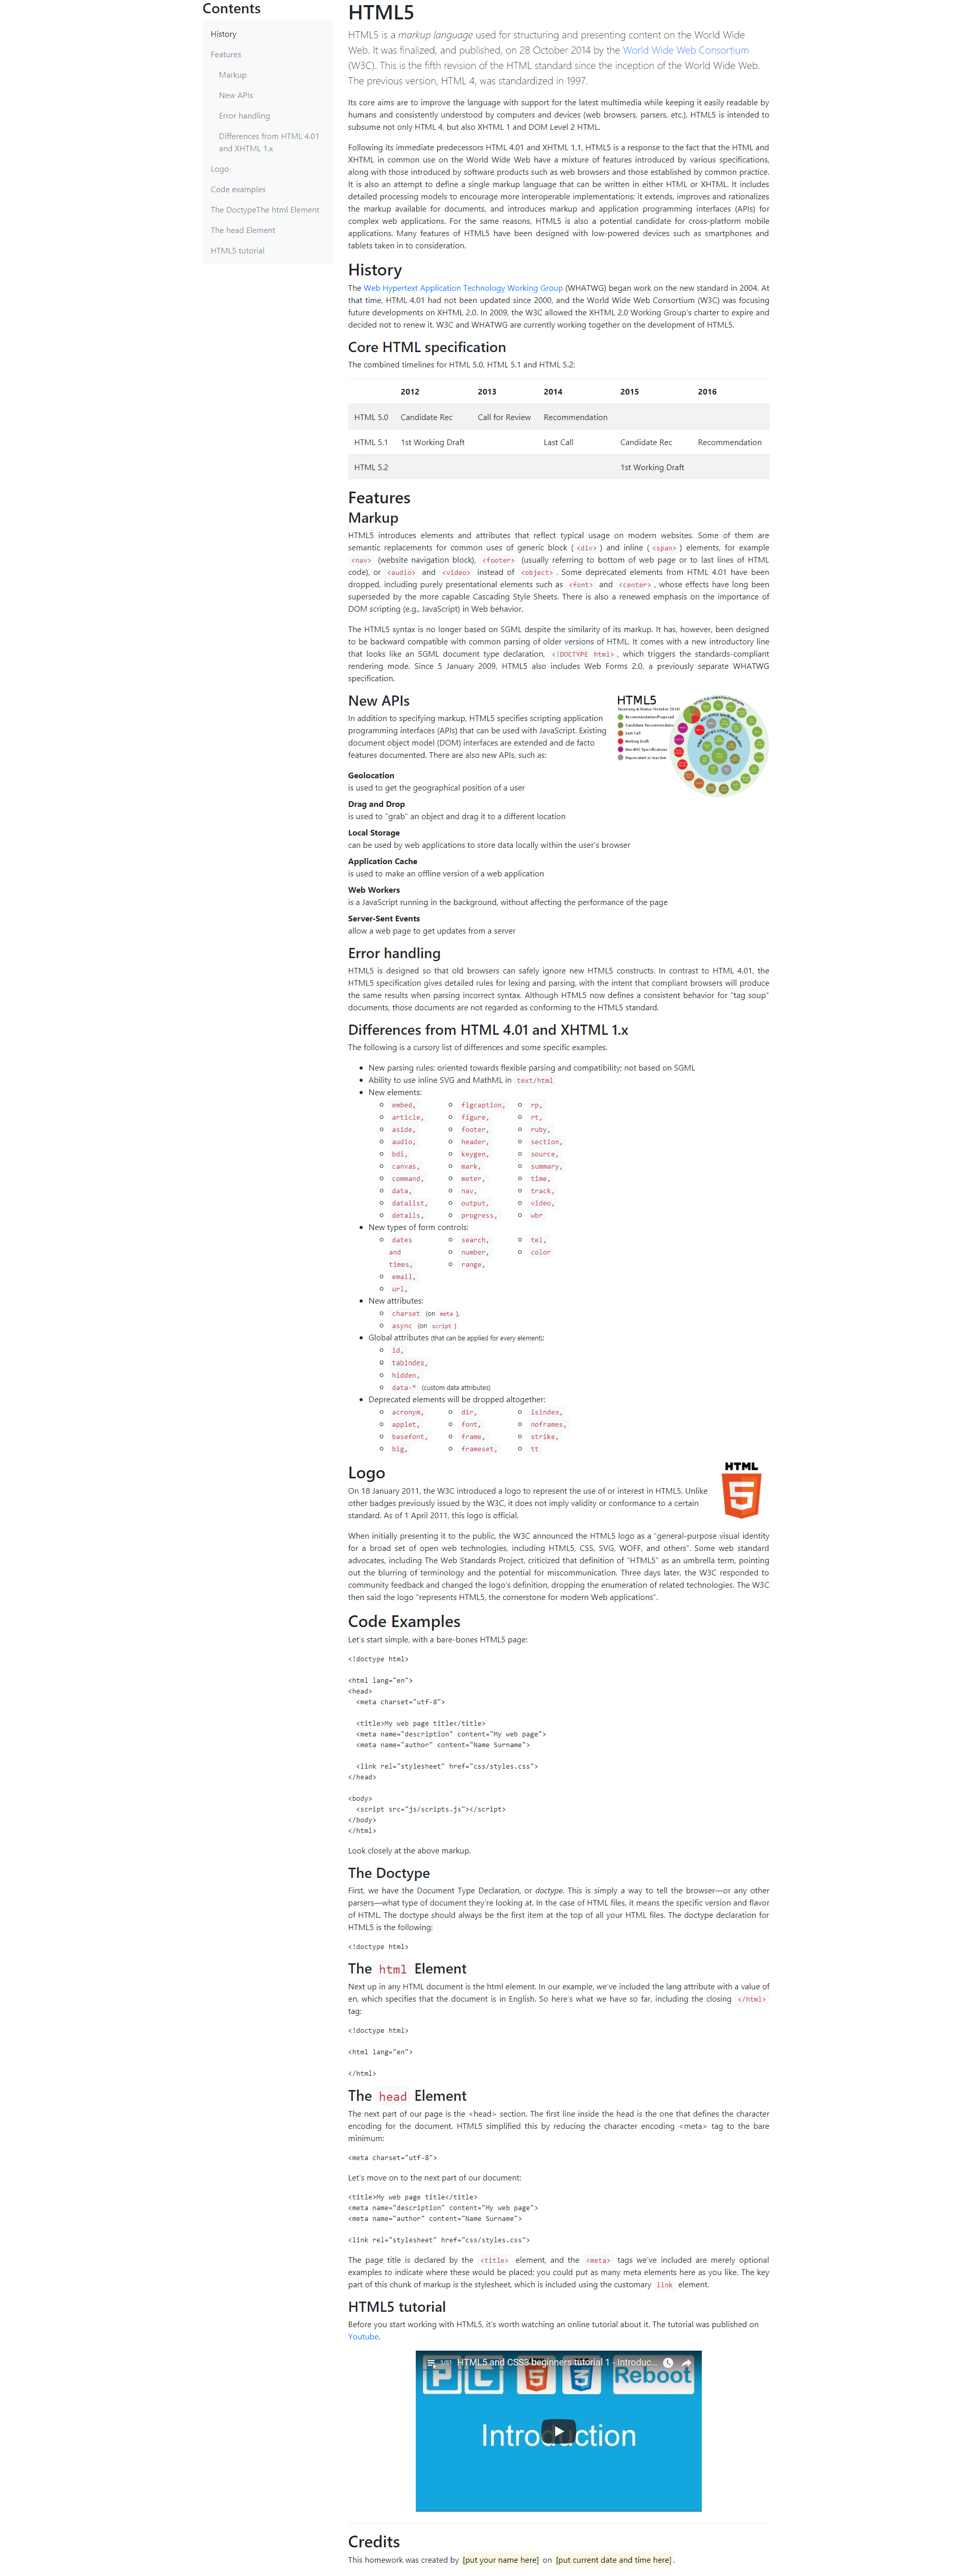 Contents
History
Features
Markup
New APIs
Error handling
Differences from HTML 4.01
and XHTML 1.x
Logo
Code examples
The DoctypeThe html Element
The head Element
HTML5 tutorial
HTML5
HTML5 is a markup language used for structuring and presenting content on the World Wide
Web. It was finalized, and published, on 28 October 2014 by the World Wide Web Consortium
(W3C). This is the fifth revision of the HTML standard since the inception of the World Wide Web.
The previous version, HTML 4, was standardized in 1997.
Its core aims are to improve the language with support for the latest multimedia while keeping it easily readable by
humans and consistently understood by computers and devices (web browsers, parsers, etc.). HTML5 is intended to
subsume not only HTML 4, but also XHTML 1 and DOM Level 2 HTML.
Following its immediate predecessors HTML 4.01 and XHTML 1.1, HTML5 is a response to the fact that the HTML and
XHTML in common use on the World Wide Web have a mixture of features introduced by various specifications,
along with those introduced by software products such as web browsers and those established by common practice.
It is also an attempt to define a single markup language that can be written in either HTML or XHTML. It includes
detailed processing models to encourage more interoperable implementations; it extends, improves and rationalizes
the markup available for documents, and introduces markup and application programming interfaces (APIs) for
complex web applications. For the same reasons, HTML5 is also a potential candidate for cross-platform mobile
applications. Many features of HTML5 have been designed with low-powered devices such as smartphones and
tablets taken in to consideration.
History
The Web Hypertext Application Technology Working Group (WHATWG) began work on the new standard in 2004. At
that time, HTML 4.01 had not been updated since 2000, and the World Wide Web Consortium (W3C) was focusing
future developments on XHTML 2.0. In 2009, the W3C allowed the XHTML 2.0 Working Group's charter to expire and
decided not to renew it. W3C and WHATWG are currently working together on the development of HTML5.
Core HTML specification
The combined timelines for HTML 5.0, HTML 5.1 and HTML 5.2:
2012 2013 2014 2015 2016
HTML 5.0 Candidate Rec Call for Review Recommendation
HTML 5.1 1st Working Draft Last Call Candidate Rec Recommendation
HTML 5.2 1st Working Draft
Features
Markup
HTML5 introduces elements and attributes that reflect typical usage on modern websites. Some of them are
semantic replacements for common uses of generic block ( <div> ) and inline ( <span> ) elements, for example
<nav> (website navigation block), <footer> (usually referring to bottom of web page or to last lines of HTML
code), or <audio> and <video> instead of <object> . Some deprecated elements from HTML 4.01 have been
dropped, including purely presentational elements such as <font> and <center> , whose effects have long been
superseded by the more capable Cascading Style Sheets. There is also a renewed emphasis on the importance of
DOM scripting (e.g., JavaScript) in Web behavior.
The HTML5 syntax is no longer based on SGML despite the similarity of its markup. It has, however, been designed
to be backward compatible with common parsing of older versions of HTML. It comes with a new introductory line
that looks like an SGML document type declaration, <!DOCTYPE html> , which triggers the standards-compliant
rendering mode. Since 5 January 2009, HTML5 also includes Web Forms 2.0, a previously separate WHATWG
specification.
New APIs
In addition to specifying markup, HTML5 specifies scripting application
programming interfaces (APIs) that can be used with JavaScript. Existing
document object model (DOM) interfaces are extended and de facto
features documented. There are also new APIs, such as:
HTML5
Taxonomy & Status (October 2014)
Recommendation/Proposed
Candidate Recommendation
Last Call
Working Draft
Non-W3C Specifications
Deprecated or inactive
Geolocation
is used to get the geographical position of a user
Drag and Drop
is used to "grab" an object and drag it to a different location
Local Storage
can be used by web applications to store data locally within the user's browser
Application Cache
is used to make an offline version of a web application
Web Workers
is a JavaScript running in the background, without affecting the performance of the page
Server-Sent Events
allow a web page to get updates from a server
Error handling
HTML5 is designed so that old browsers can safely ignore new HTML5 constructs. In contrast to HTML 4.01, the
HTML5 specification gives detailed rules for lexing and parsing, with the intent that compliant browsers will produce
the same results when parsing incorrect syntax. Although HTML5 now defines a consistent behavior for "tag soup"
documents, those documents are not regarded as conforming to the HTML5 standard.
Differences from HTML 4.01 and XHTML 1.x
The following is a cursory list of differences and some specific examples.
New parsing rules: oriented towards flexible parsing and compatibility; not based on SGML
Ability to use inline SVG and MathML in text/html
New elements:
embed, figcaption, rp,
article, figure, rt,
aside, footer, ruby,
audio, header, section,
bdi, keygen, source,
canvas, mark, summary,
command, meter, time,
data, nav, track,
datalist, output, video,
details, progress, wbr
New types of form controls:
dates search, tel,
and number, color
times, range,
email,
url,
New attributes:
charset (on meta ),
async (on script )
Global attributes (that can be applied for every element):
id,
tabindex,
hidden,
data-* (custom data attributes)
Deprecated elements will be dropped altogether:
acronym, dir, isindex,
applet, font, noframes,
basefont, frame, strike,
big, frameset, tt
HTML
5
Logo
On 18 January 2011, the W3C introduced a logo to represent the use of or interest in HTML5. Unlike
other badges previously issued by the W3C, it does not imply validity or conformance to a certain
standard. As of 1 April 2011, this logo is official.
When initially presenting it to the public, the W3C announced the HTML5 logo as a "general-purpose visual identity
for a broad set of open web technologies, including HTML5, CSS, SVG, WOFF, and others". Some web standard
advocates, including The Web Standards Project, criticized that definition of "HTML5" as an umbrella term, pointing
out the blurring of terminology and the potential for miscommunication. Three days later, the W3C responded to
community feedback and changed the logo's definition, dropping the enumeration of related technologies. The W3C
then said the logo "represents HTML5, the cornerstone for modern Web applications".
Code Examples
Let's start simple, with a bare-bones HTML5 page:
<!doctype html>
<html lang="en">
<head>
<meta charset="utf-8">
<title>My web page title</title>
<meta name="description" content="My web page">
<meta name="author" content="Name Surname">
<link rel="stylesheet" href="css/styles.css">
</head>
<body>
<script src="js/scripts.js"></script>
</body>
</html>
Look closely at the above markup.
The Doctype
First, we have the Document Type Declaration, or doctype. This is simply a way to tell the browser—or any other
parsers—what type of document they're looking at. In the case of HTML files, it means the specific version and flavor
of HTML. The doctype should always be the first item at the top of all your HTML files. The doctype declaration for
HTML5 is the following:
<!doctype html>
The html Element
Next up in any HTML document is the html element. In our example, we've included the lang attribute with a value of
en, which specifies that the document is in English. So here's what we have so far, including the closing </html>
tag:
<!doctype html>
<html lang="en">
</html>
The head Element
The next part of our page is the <head> section. The first line inside the head is the one that defines the character
encoding for the document. HTML5 simplified this by reducing the character encoding <meta> tag to the bare
minimum:
<meta charset="utf-8">
Let's move on to the next part of our document:
<title>My web page title</title>
<meta name="description" content="My web page">
<meta name="author" content="Name Surname">
<link rel="stylesheet" href="css/styles.css">
The page title is declared by the <title> element, and the <meta> tags we've included are merely optional
examples to indicate where these would be placed; you could put as many meta elements here as you like. The key
part of this chunk of markup is the stylesheet, which is included using the customary link element.
HTML5 tutorial
Before you start working with HTML5, it's worth watching an online tutorial about it. The tutorial was published on
Youtube.
HTML5 and CSS3 beginners tutorial 1 - Introduc...
Reboot
Introduction
Credits
This homework was created by [put your name here] on [put current date and time here] .